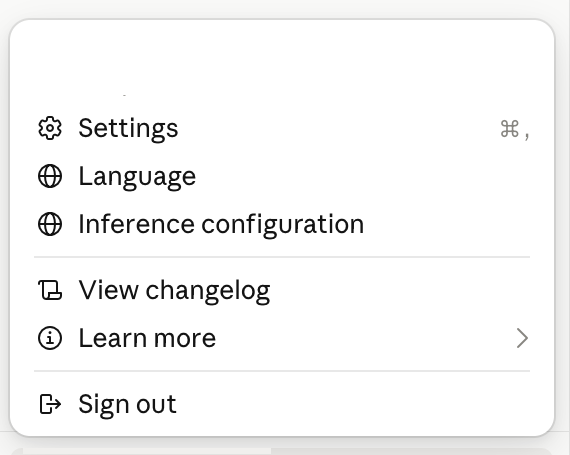 Settings ⌘,
Language
Inference configuration
View changelog
Learn more
Sign out